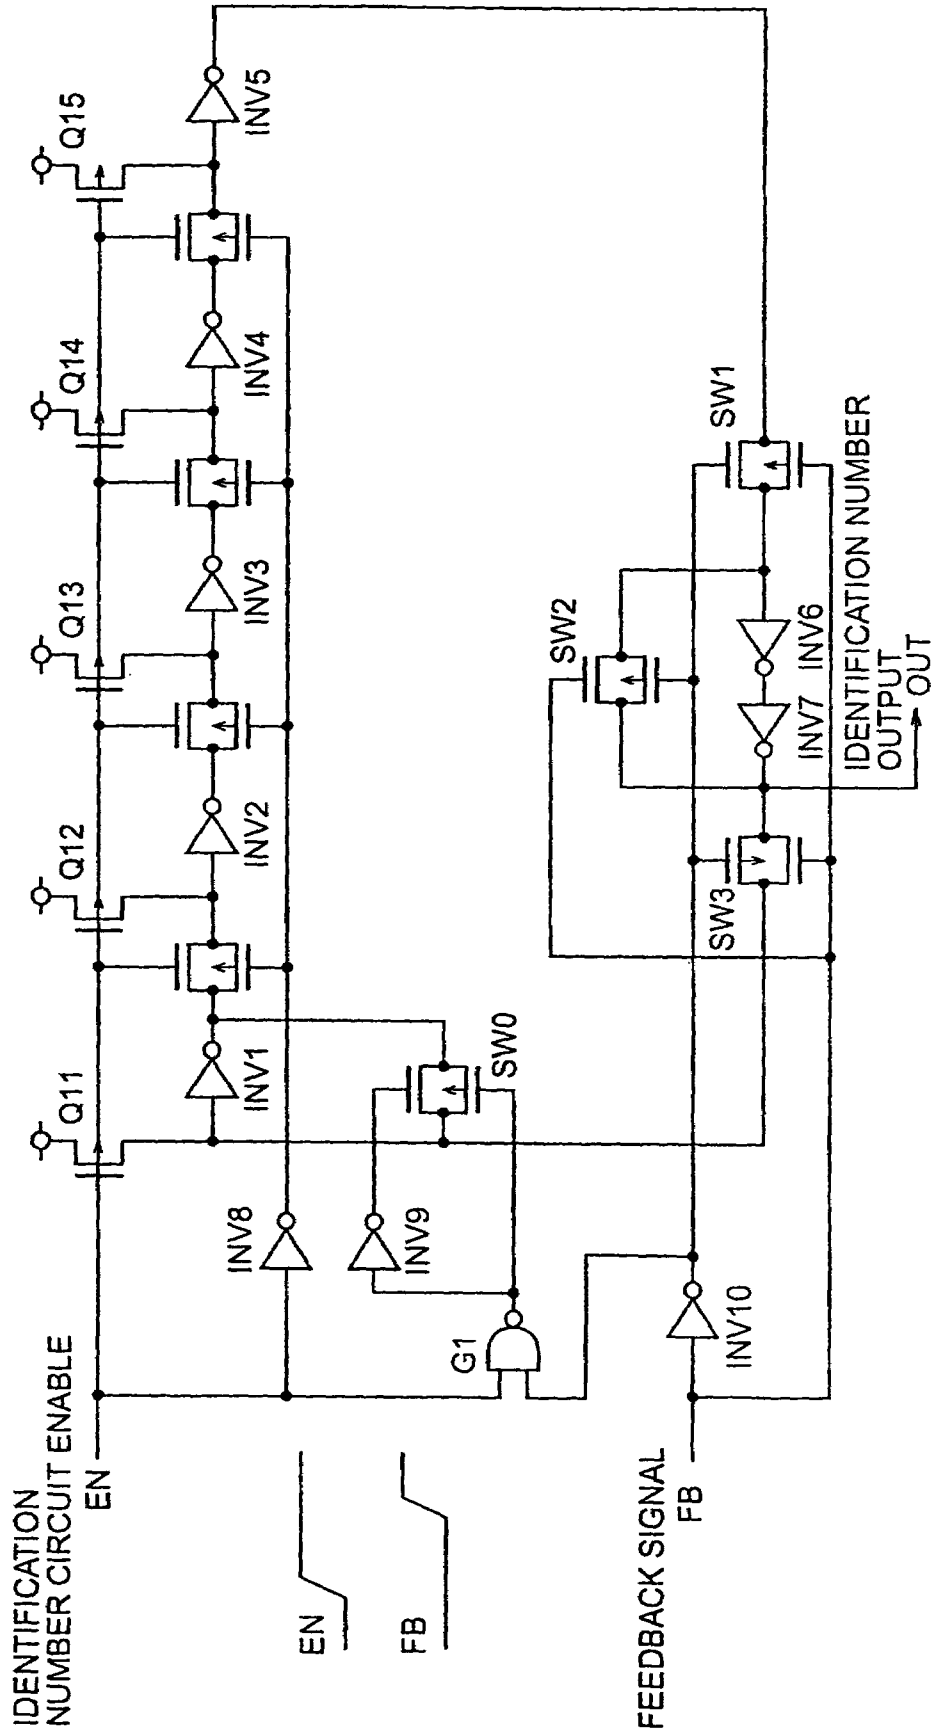 IDENTIFICATION
NUMBER CIRCUIT ENABLE
EN
Q11
Q12
Q13
Q14
Q15
INV1
INV2
INV3
INV4
INV5
INV8
INV9
SW0
G1
EN
FB
FEEDBACK SIGNAL
FB
INV10
SW3
SW2
SW1
INV7
INV6
IDENTIFICATION NUMBER
OUTPUT
OUT